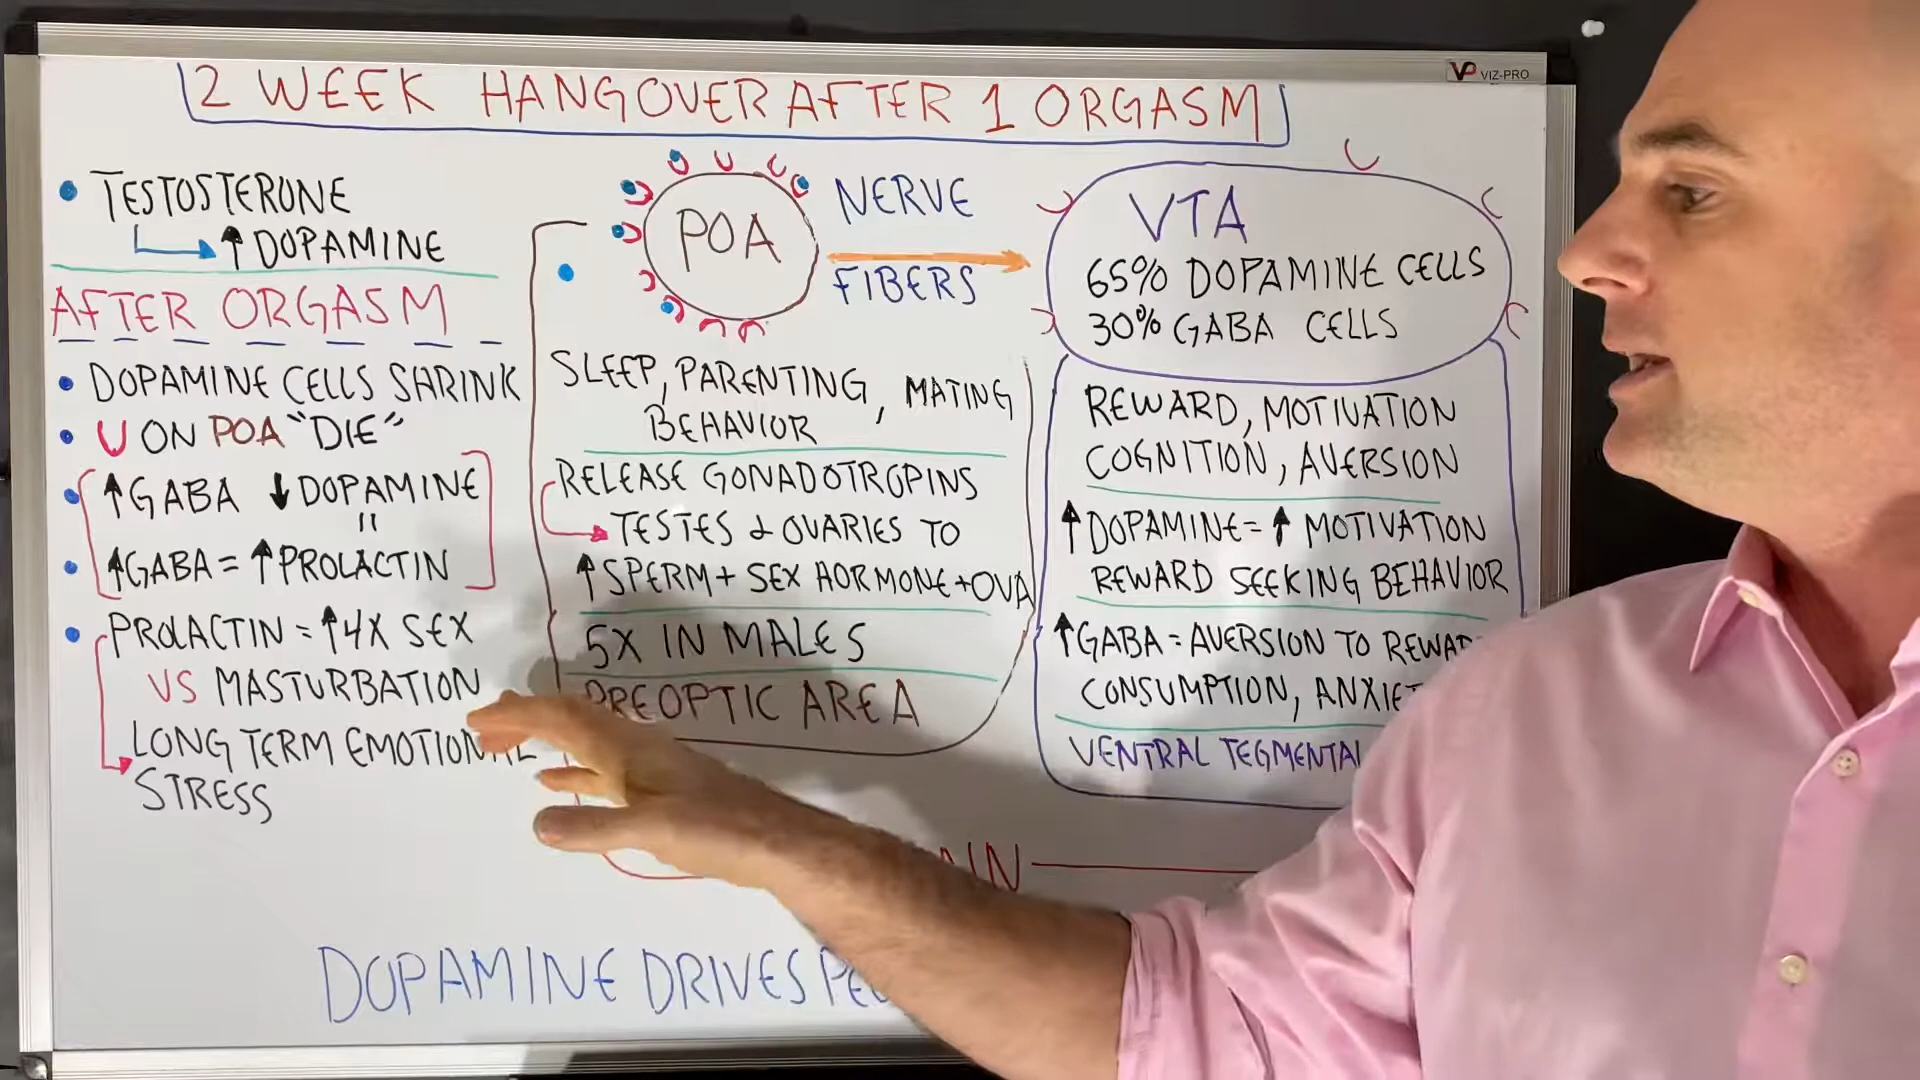 2 WEEK HANGOVER AFTER 1 ORGASM
VIZ-PRO
TESTOSTERONE
↑ DOPAMINE
AFTER ORGASM
DOPAMINE CELLS SHRINK
U ON POA "DIE"
↑GABA ↓DOPAMINE
=
↑GABA = ↑PROLACTIN
PROLACTIN = ↑4X SEX
VS MASTURBATION
LONG TERM EMOTIONAL
STRESS
POA
NERVE
FIBERS
SLEEP, PARENTING, MATING
BEHAVIOR
RELEASE GONADOTROPINS
TESTES & OVARIES TO
↑SPERM + SEX HORMONE + OVA
5X IN MALES
PREOPTIC AREA
VTA
65% DOPAMINE CELLS
30% GABA CELLS
REWARD, MOTIVATION
COGNITION, AVERSION
↑DOPAMINE = ↑ MOTIVATION
REWARD SEEKING BEHAVIOR
↑GABA = AVERSION TO REWA
CONSUMPTION, ANXIE
VENTRAL TEGMENTAL
DOPAMINE DRIVES